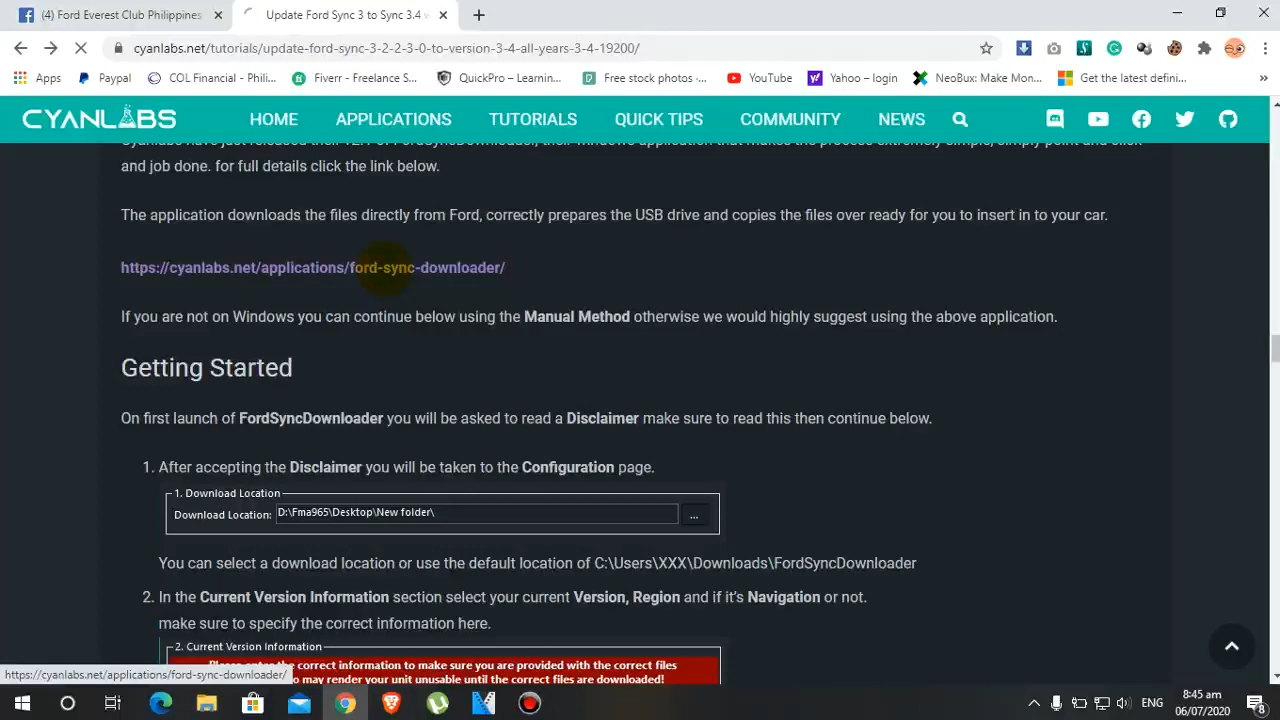 (4) Ford Everest Club Philippines
Update Ford Sync 3 to Sync 3.4 w
cyanlabs.net/tutorials/update-ford-sync-3-2-2-3-0-to-version-3-4-all-years-3-4-19200/
Apps
Paypal
COL Financial - Phili...
Fiverr - Freelance S...
QuickPro – Learnin...
Free stock photos -...
YouTube
Yahoo – login
NeoBux: Make Mon...
Get the latest defini...
»
CYANLABS
HOME
APPLICATIONS
TUTORIALS
QUICK TIPS
COMMUNITY
NEWS
and job done. for full details click the link below.
The application downloads the files directly from Ford, correctly prepares the USB drive and copies the files over ready for you to insert in to your car.
https://cyanlabs.net/applications/ford-sync-downloader/
If you are not on Windows you can continue below using the Manual Method otherwise we would highly suggest using the above application.
Getting Started
On first launch of FordSyncDownloader you will be asked to read a Disclaimer make sure to read this then continue below.
1. After accepting the Disclaimer you will be taken to the Configuration page.
1. Download Location
Download Location: D:\Fma965\Desktop\New folder\ ...
You can select a download location or use the default location of C:\Users\XXX\Downloads\FordSyncDownloader
2. In the Current Version Information section select your current Version, Region and if it's Navigation or not.
make sure to specify the correct information here.
2. Current Version Information
the correct information to make sure you are provided with the correct files
may render your unit unusable until the correct files are downloaded!
https://cyanlabs.net/applications/ford-sync-downloader/
ENG
8:45 am
06/07/2020
8